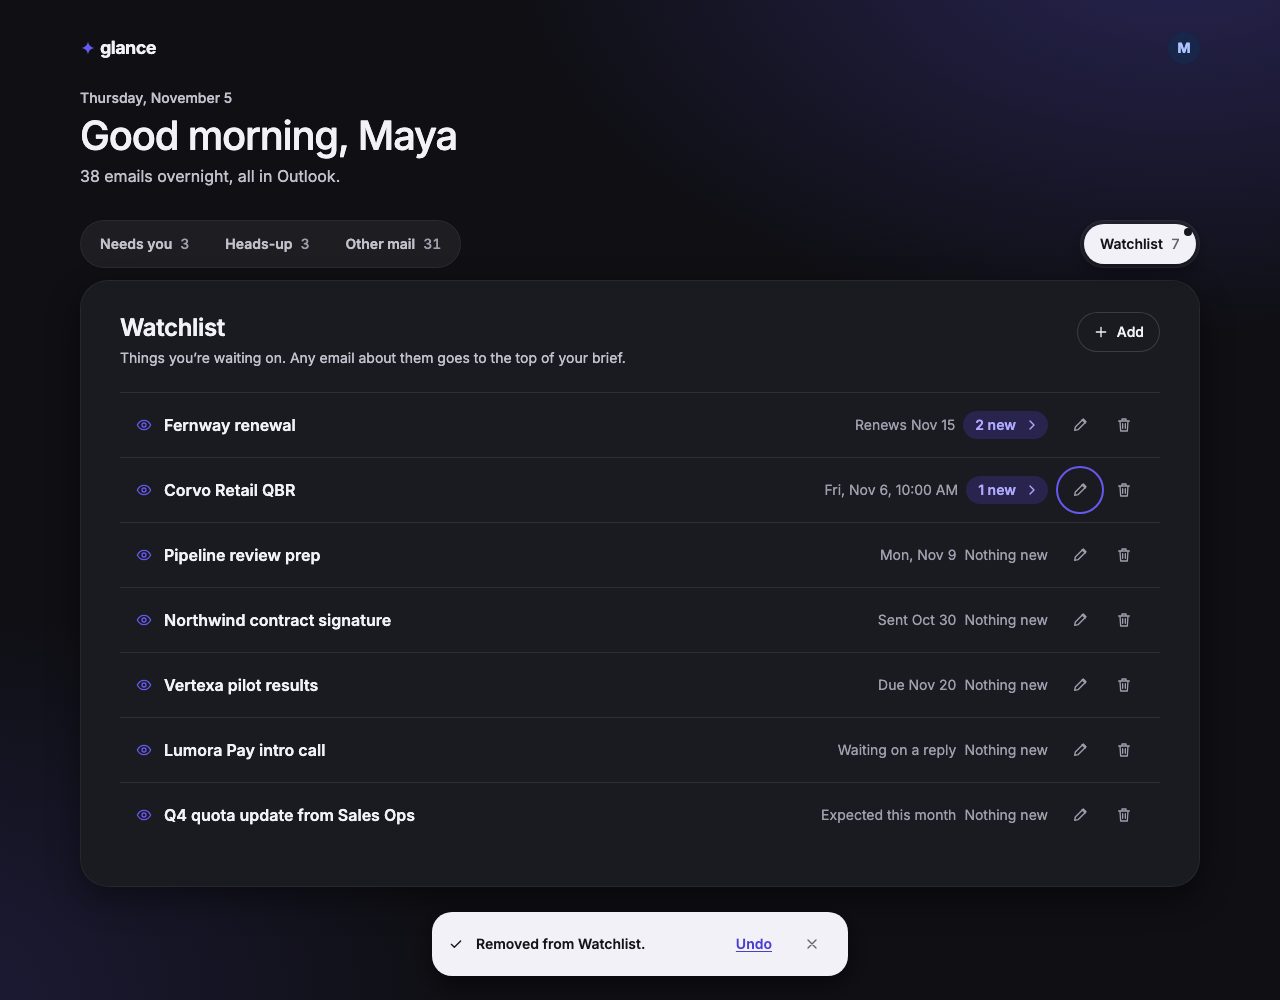 glance
M
Thursday, November 5
Good morning, Maya
38 emails overnight, all in Outlook.
Needs you 3 Heads-up 3 Other mail 31 Watchlist 7
Watchlist
Add
Things you’re waiting on. Any email about them goes to the top of your brief.
Fernway renewal Renews Nov 15 2 new
Corvo Retail QBR Fri, Nov 6, 10:00 AM 1 new
Pipeline review prep Mon, Nov 9 Nothing new
Northwind contract signature Sent Oct 30 Nothing new
Vertexa pilot results Due Nov 20 Nothing new
Lumora Pay intro call Waiting on a reply Nothing new
Q4 quota update from Sales Ops Expected this month Nothing new
Removed from Watchlist. Undo